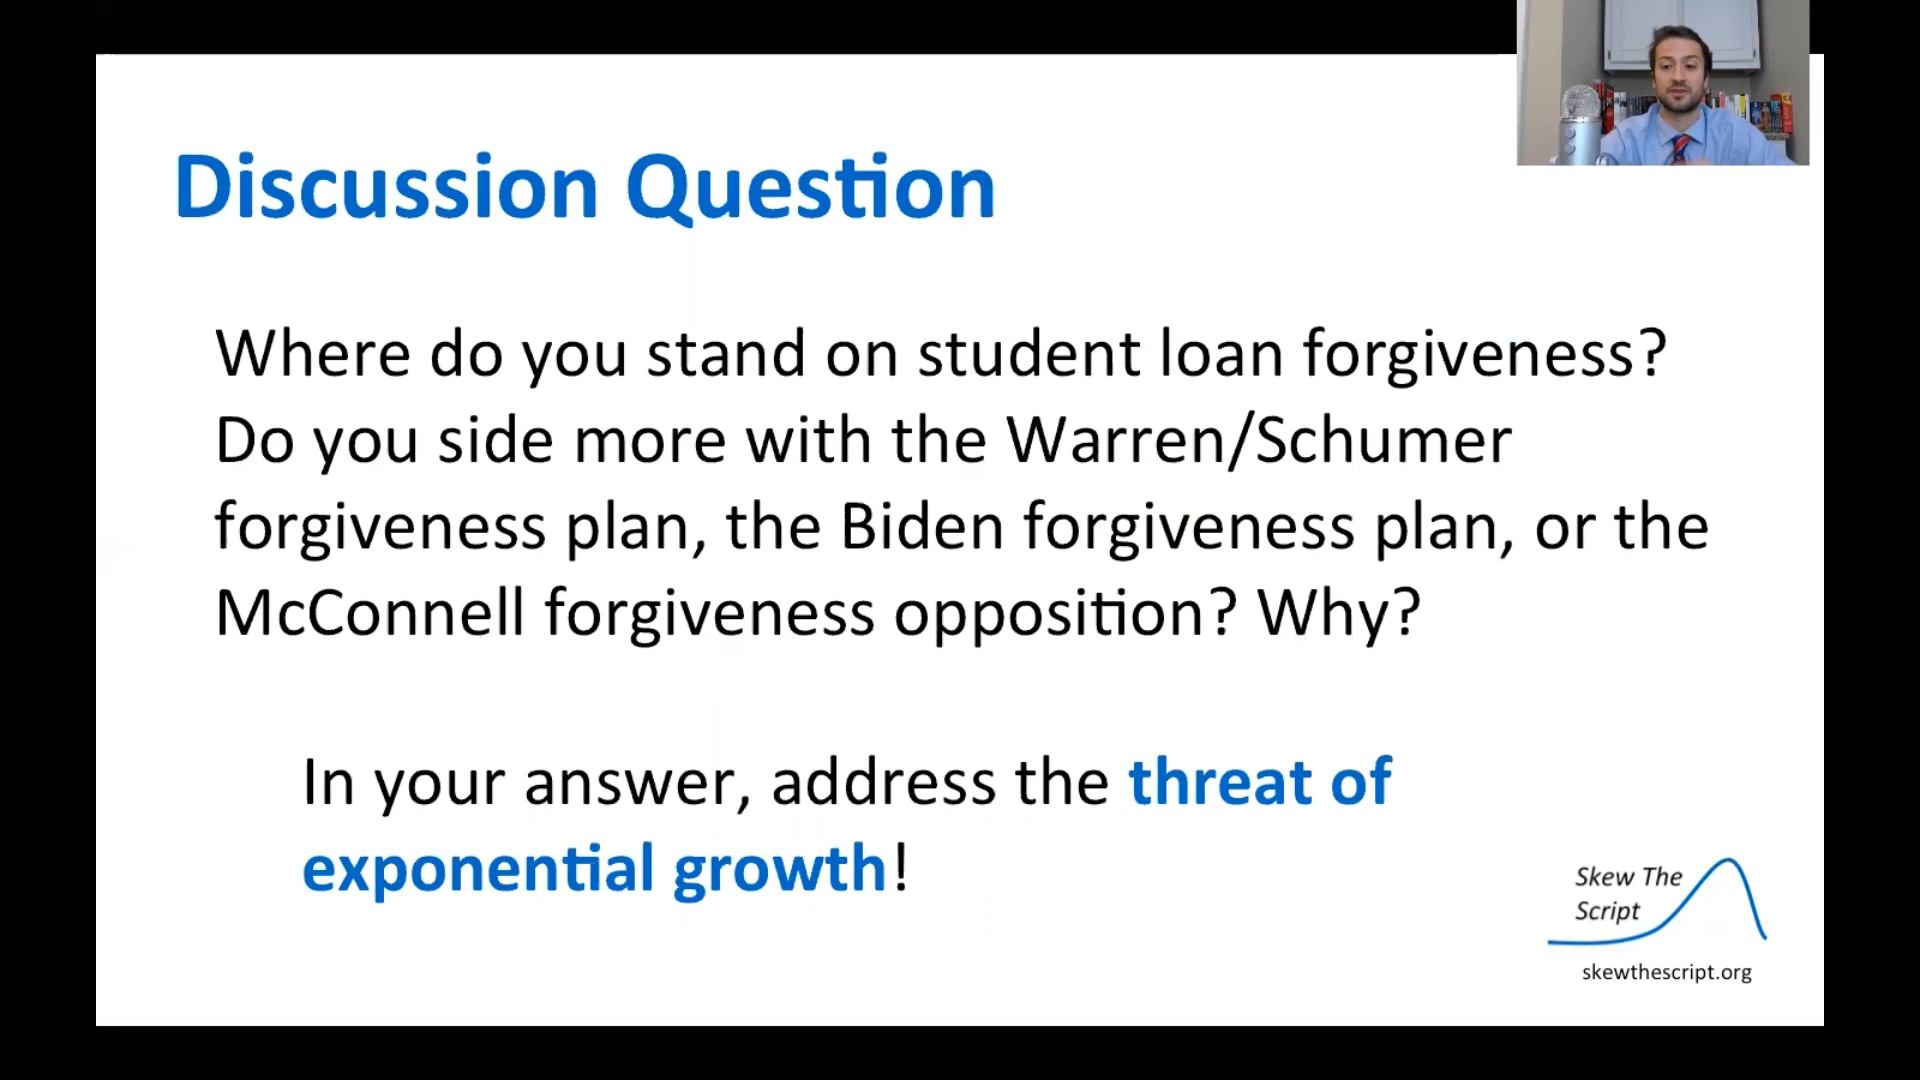 Discussion Question
Where do you stand on student loan forgiveness?
Do you side more with the Warren/Schumer
forgiveness plan, the Biden forgiveness plan, or the
McConnell forgiveness opposition? Why?
In your answer, address the threat of
exponential growth!
Skew The
Script
skewthescript.org